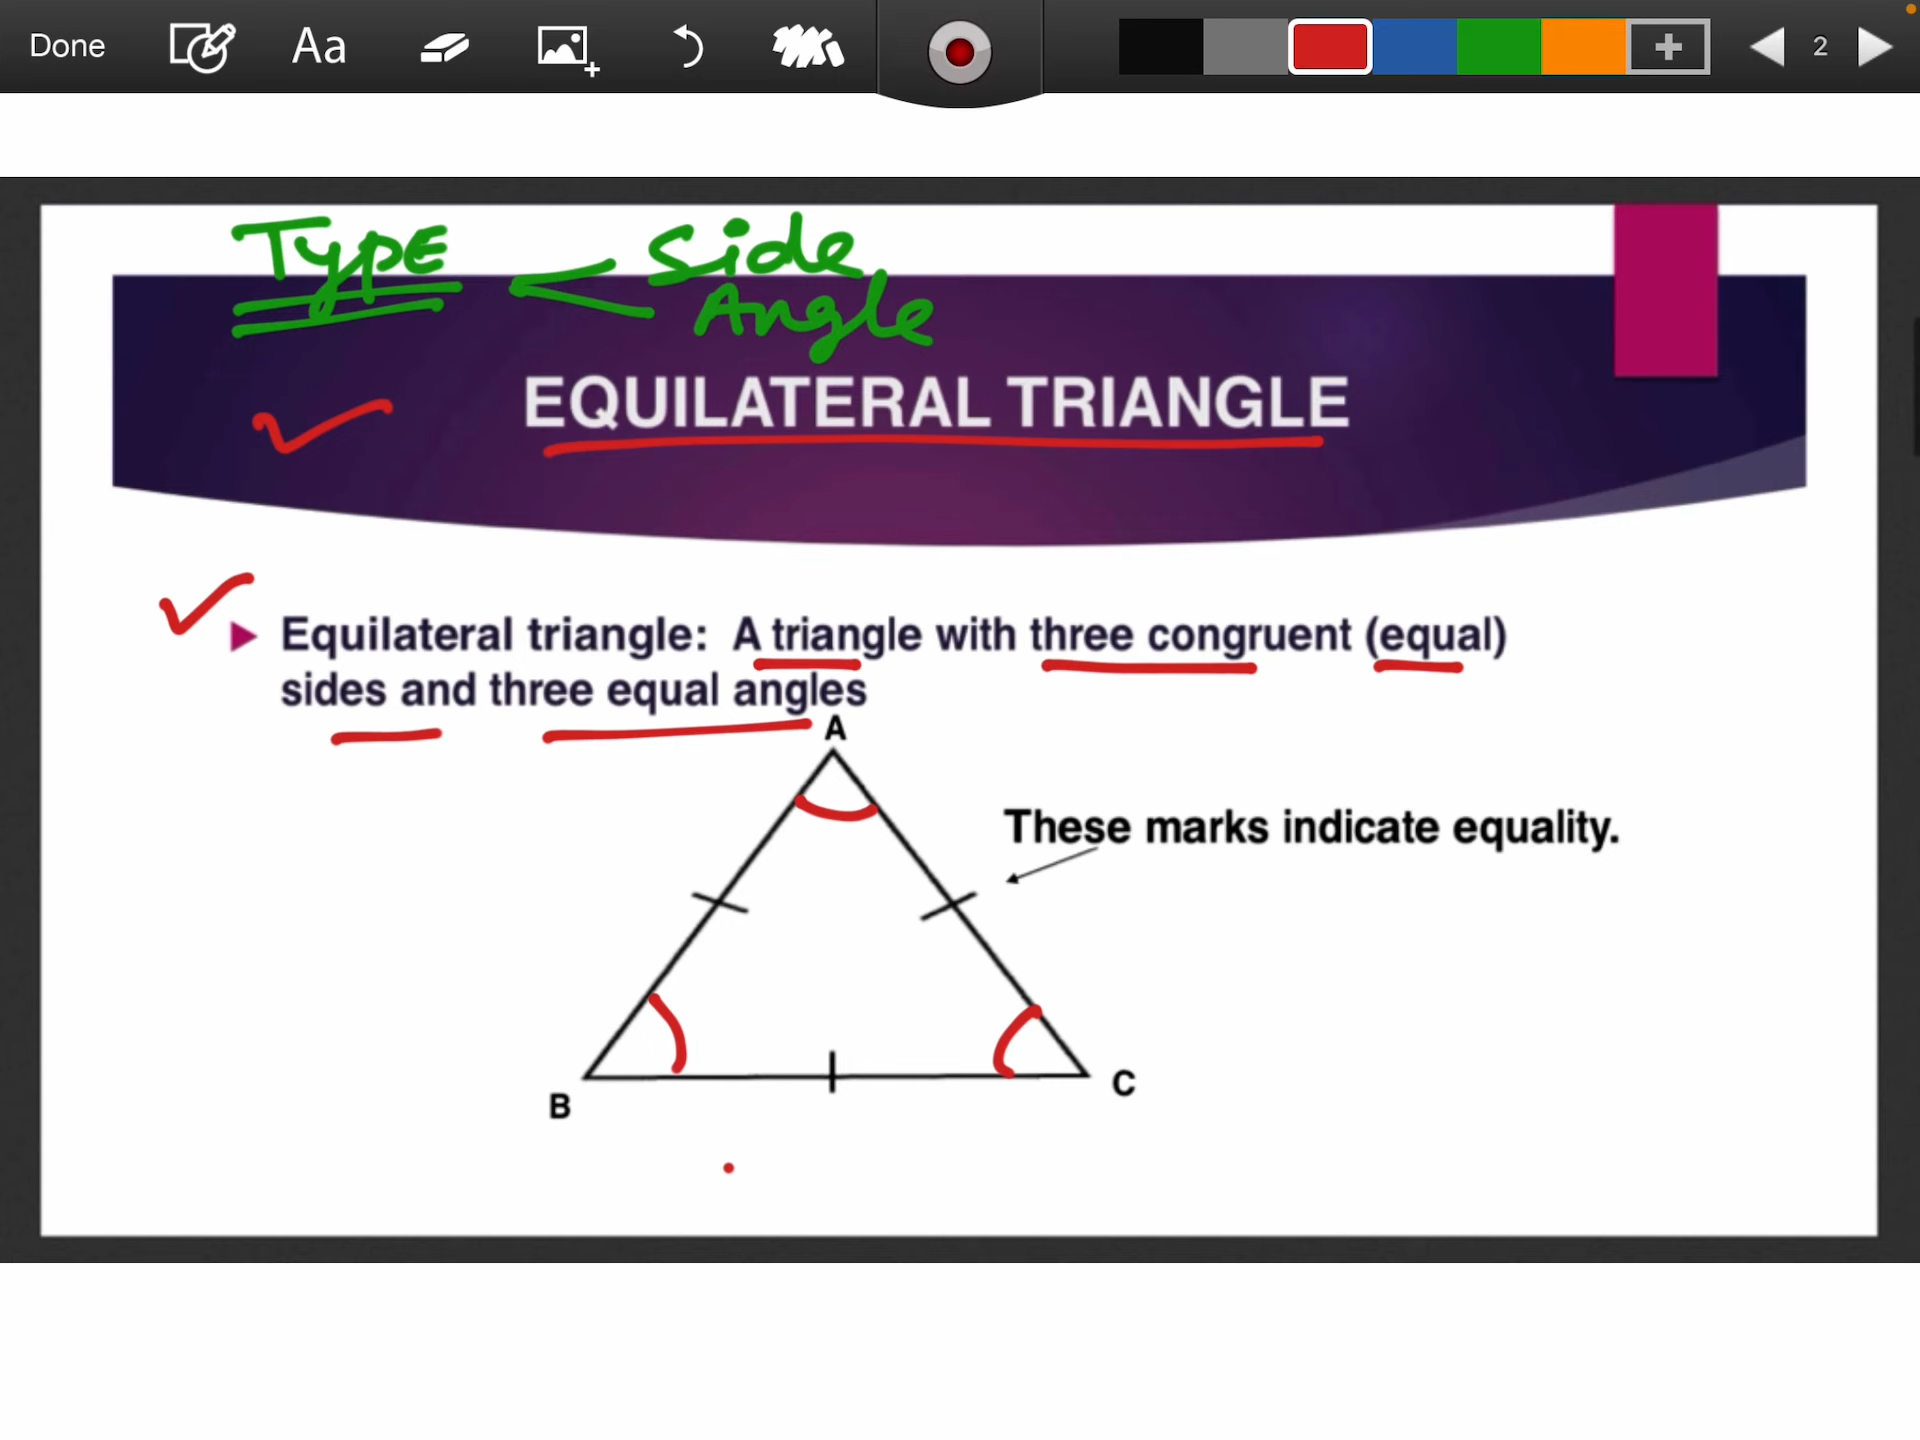 Done
Aa
2
Type
Side
Angle
EQUILATERAL TRIANGLE
Equilateral triangle: A triangle with three congruent (equal)
sides and three equal angles
A
These marks indicate equality.
B
C